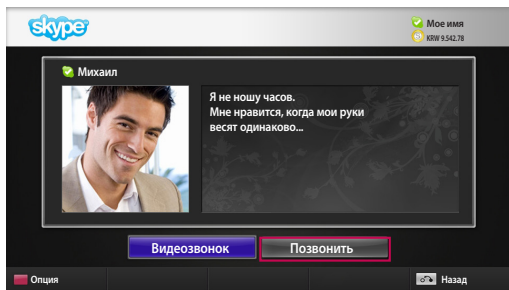 skype
Мое имя
KRW 9.542.78
Михаил
Я не ношу часов.
Мне нравится, когда мои руки
весят одинаково...
Видеозвонок
Позвонить
Опция
Назад